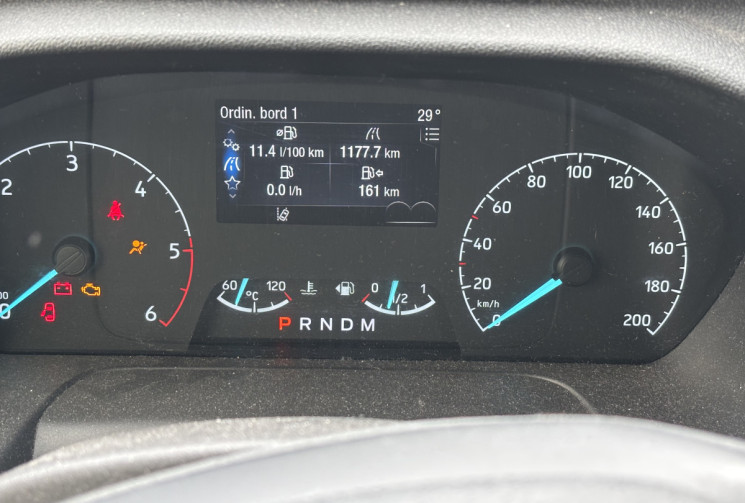 Ordin. bord 1 29°
11.4 l/100 km 1177.7 km
0.0 l/h 161 km
2 3 4 5 6
0
60 120
°C
0 1/2 1
P R N D M
0 20 40 60 80 100 120 140 160 180 200
km/h